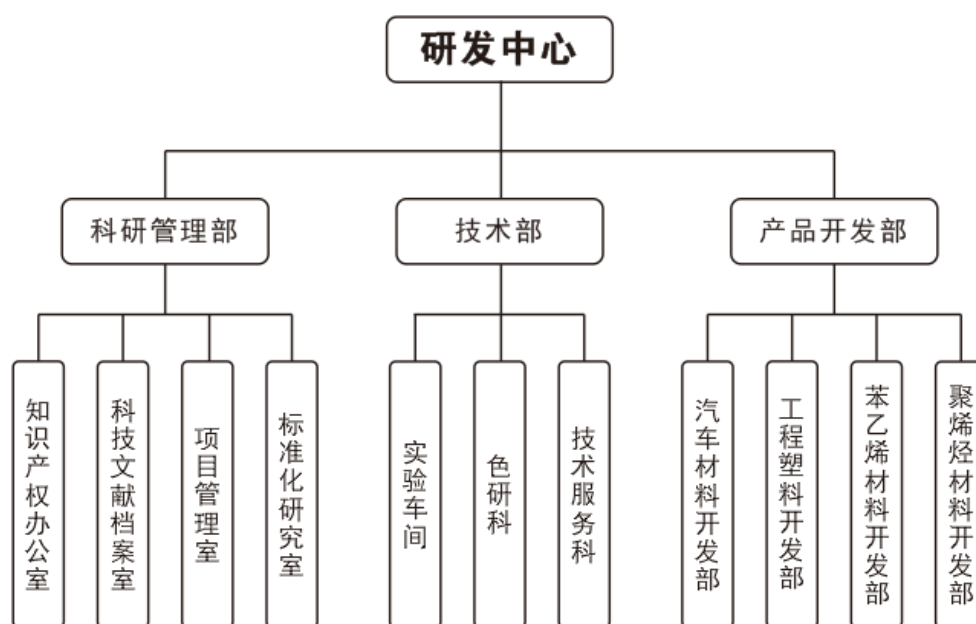 研发中心
科研管理部
技术部
产品开发部
知识产权办公室
科技文献档案室
项目管理室
标准化研究室
实验车间
色研科
技术服务科
汽车材料开发部
工程塑料开发部
苯乙烯材料开发部
聚烯烃材料开发部